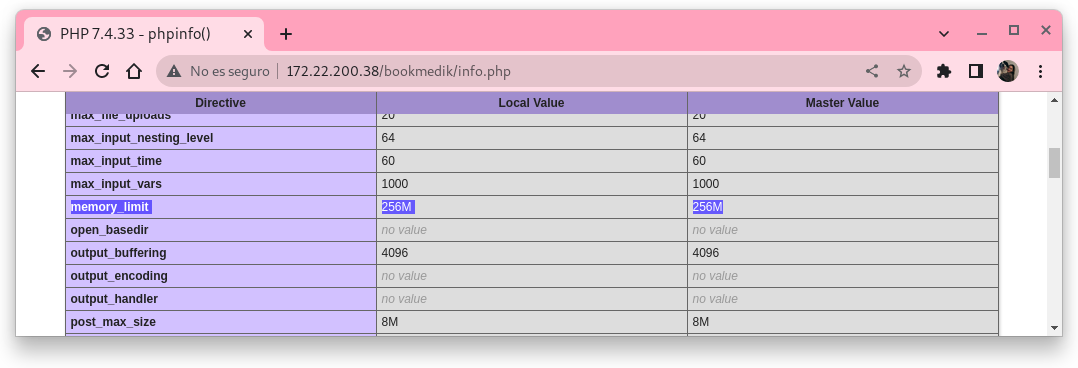 PHP 7.4.33 - phpinfo()
No es seguro 172.22.200.38/bookmedik/info.php
Directive Local Value Master Value
max_file_uploads 20 20
max_input_nesting_level 64 64
max_input_time 60 60
max_input_vars 1000 1000
memory_limit 256M 256M
open_basedir no value no value
output_buffering 4096 4096
output_encoding no value no value
output_handler no value no value
post_max_size 8M 8M